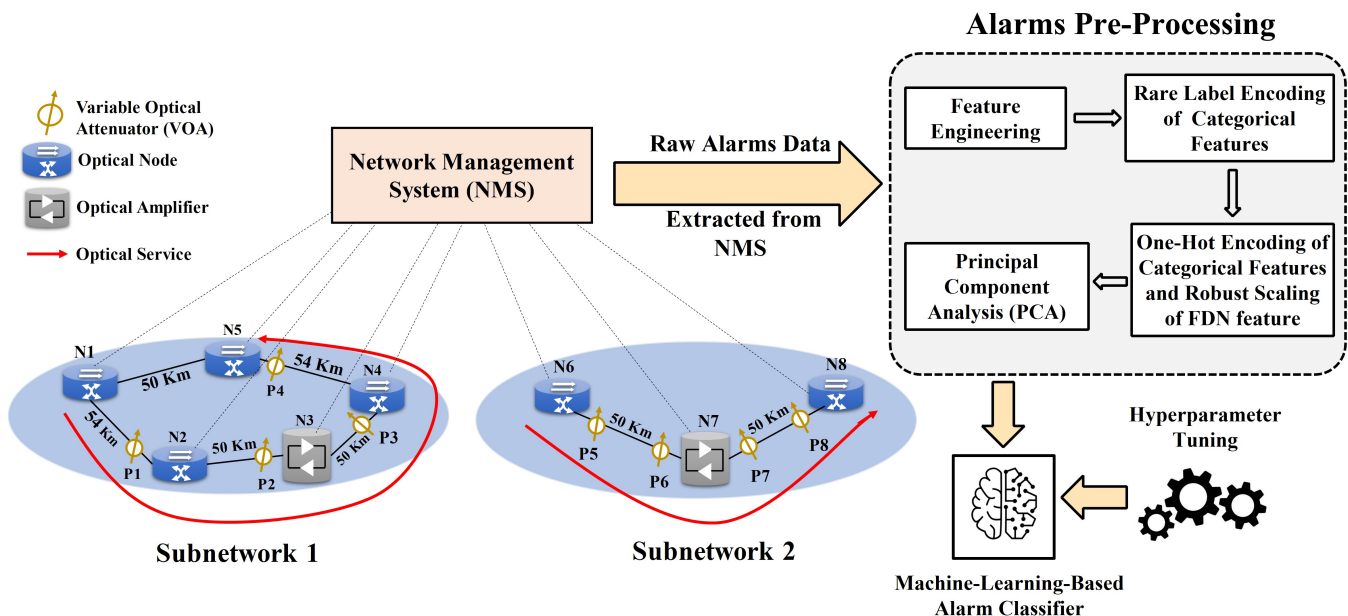 Alarms Pre-Processing
Feature
Engineering
Rare Label Encoding
of Categorical
Features
One-Hot Encoding of
Categorical Features
and Robust Scaling
of FDN feature
Principal
Component
Analysis (PCA)
Variable Optical
Attenuator (VOA)
Optical Node
Optical Amplifier
Optical Service
Network Management
System (NMS)
Raw Alarms Data
Extracted from
NMS
N1
N5
N4
N2
N3
50 Km
54 Km
54 Km
50 Km
50 Km
P4
P1
P2
P3
Subnetwork 1
N6
N7
N8
50 Km
50 Km
P5
P6
P7
P8
Subnetwork 2
Hyperparameter
Tuning
Machine-Learning-Based
Alarm Classifier